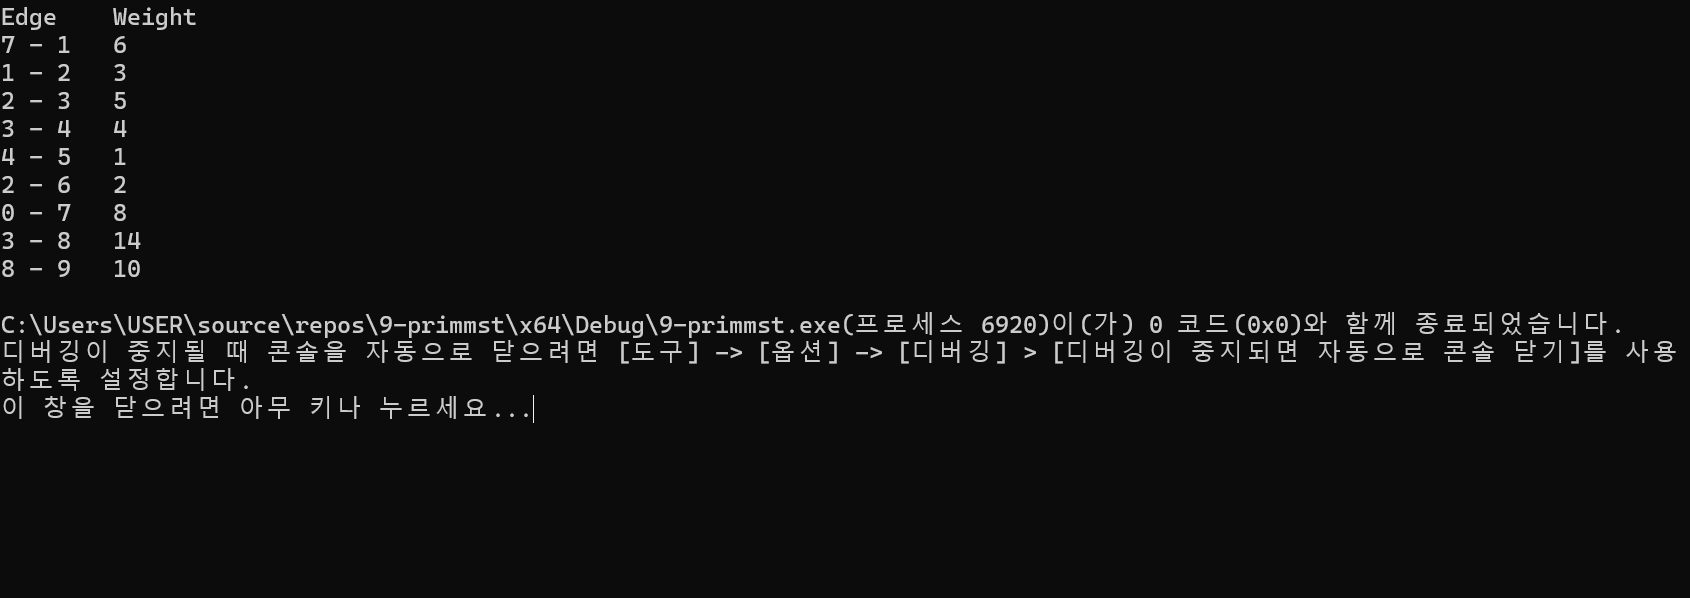 Edge    Weight
7 - 1   6
1 - 2   3
2 - 3   5
3 - 4   4
4 - 5   1
2 - 6   2
0 - 7   8
3 - 8   14
8 - 9   10
C:\Users\USER\source\repos\9-primmst\x64\Debug\9-primmst.exe(프로세스 6920)이(가) 0 코드(0x0)와 함께 종료되었습니다.
디버깅이 중지될 때 콘솔을 자동으로 닫으려면 [도구] -> [옵션] -> [디버깅] > [디버깅이 중지되면 자동으로 콘솔 닫기]를 사용
하도록 설정합니다.
이 창을 닫으려면 아무 키나 누르세요...